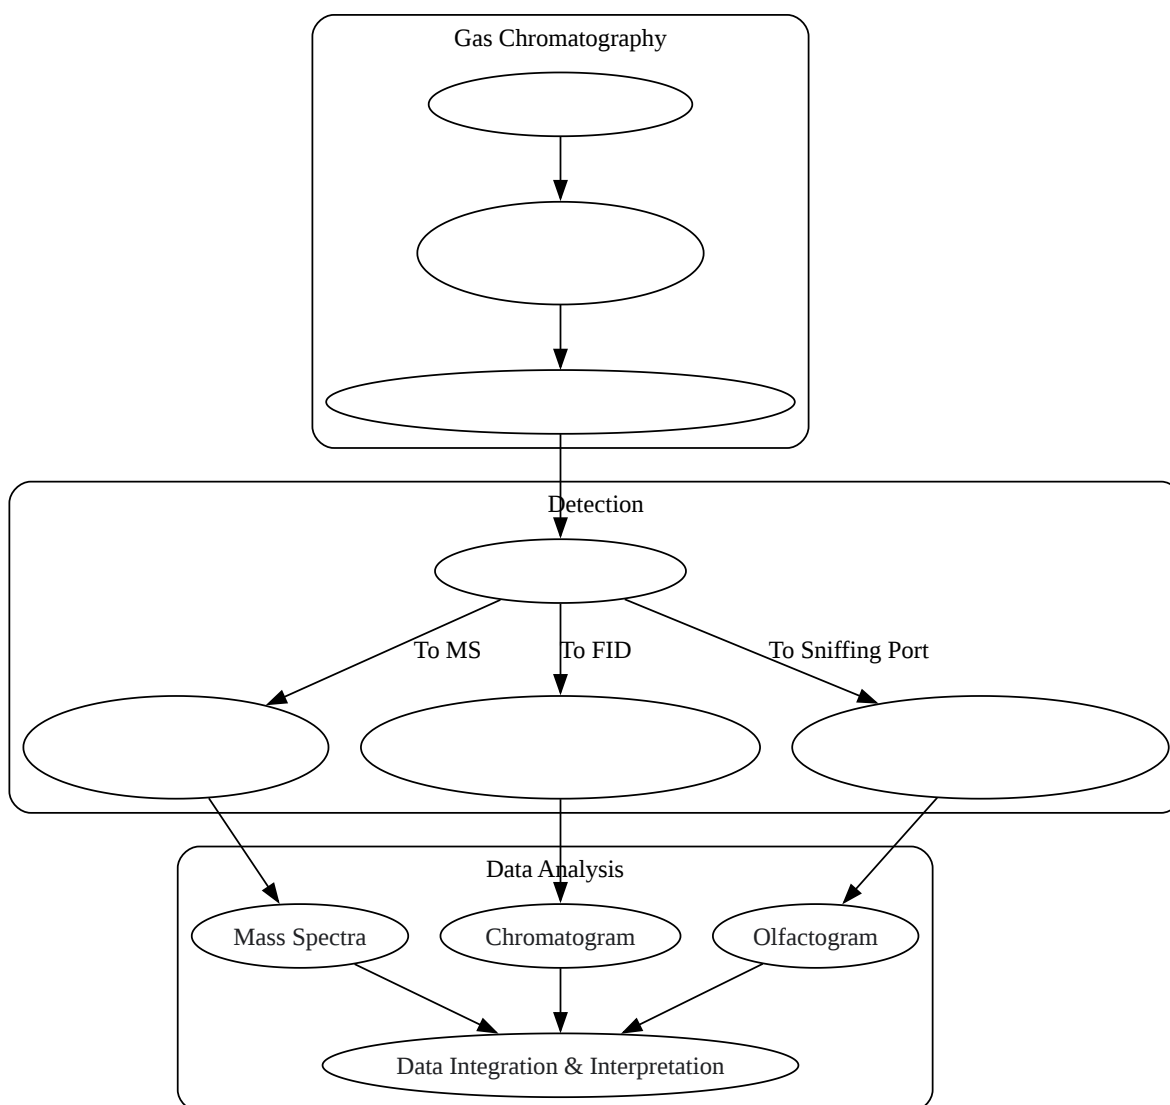 Gas Chromatography
Detection
To MS
To FID
To Sniffing Port
Data Analysis
Mass Spectra
Chromatogram
Olfactogram
Data Integration & Interpretation